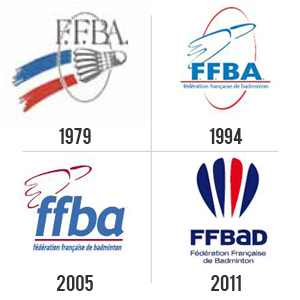 F.F.BA.
1979
FFBA
fédération française de badminton
1994
ffba
fédération française de badminton
2005
FFBaD
Fédération Française
de Badminton
2011